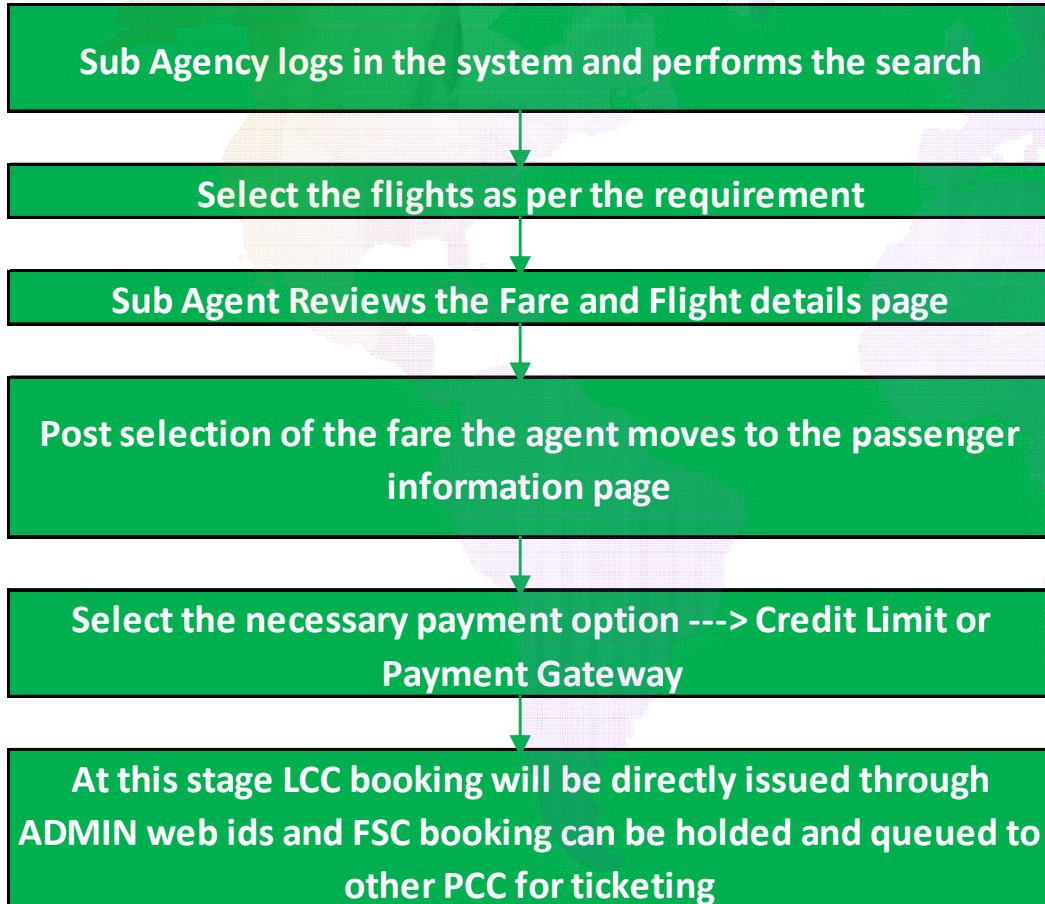 Sub Agency logs in the system and performs the search
Select the flights as per the requirement
Sub Agent Reviews the Fare and Flight details page
Post selection of the fare the agent moves to the passenger
information page
Select the necessary payment option ---> Credit Limit or
Payment Gateway
At this stage LCC booking will be directly issued through
ADMIN web ids and FSC booking can be holded and queued to
other PCC for ticketing